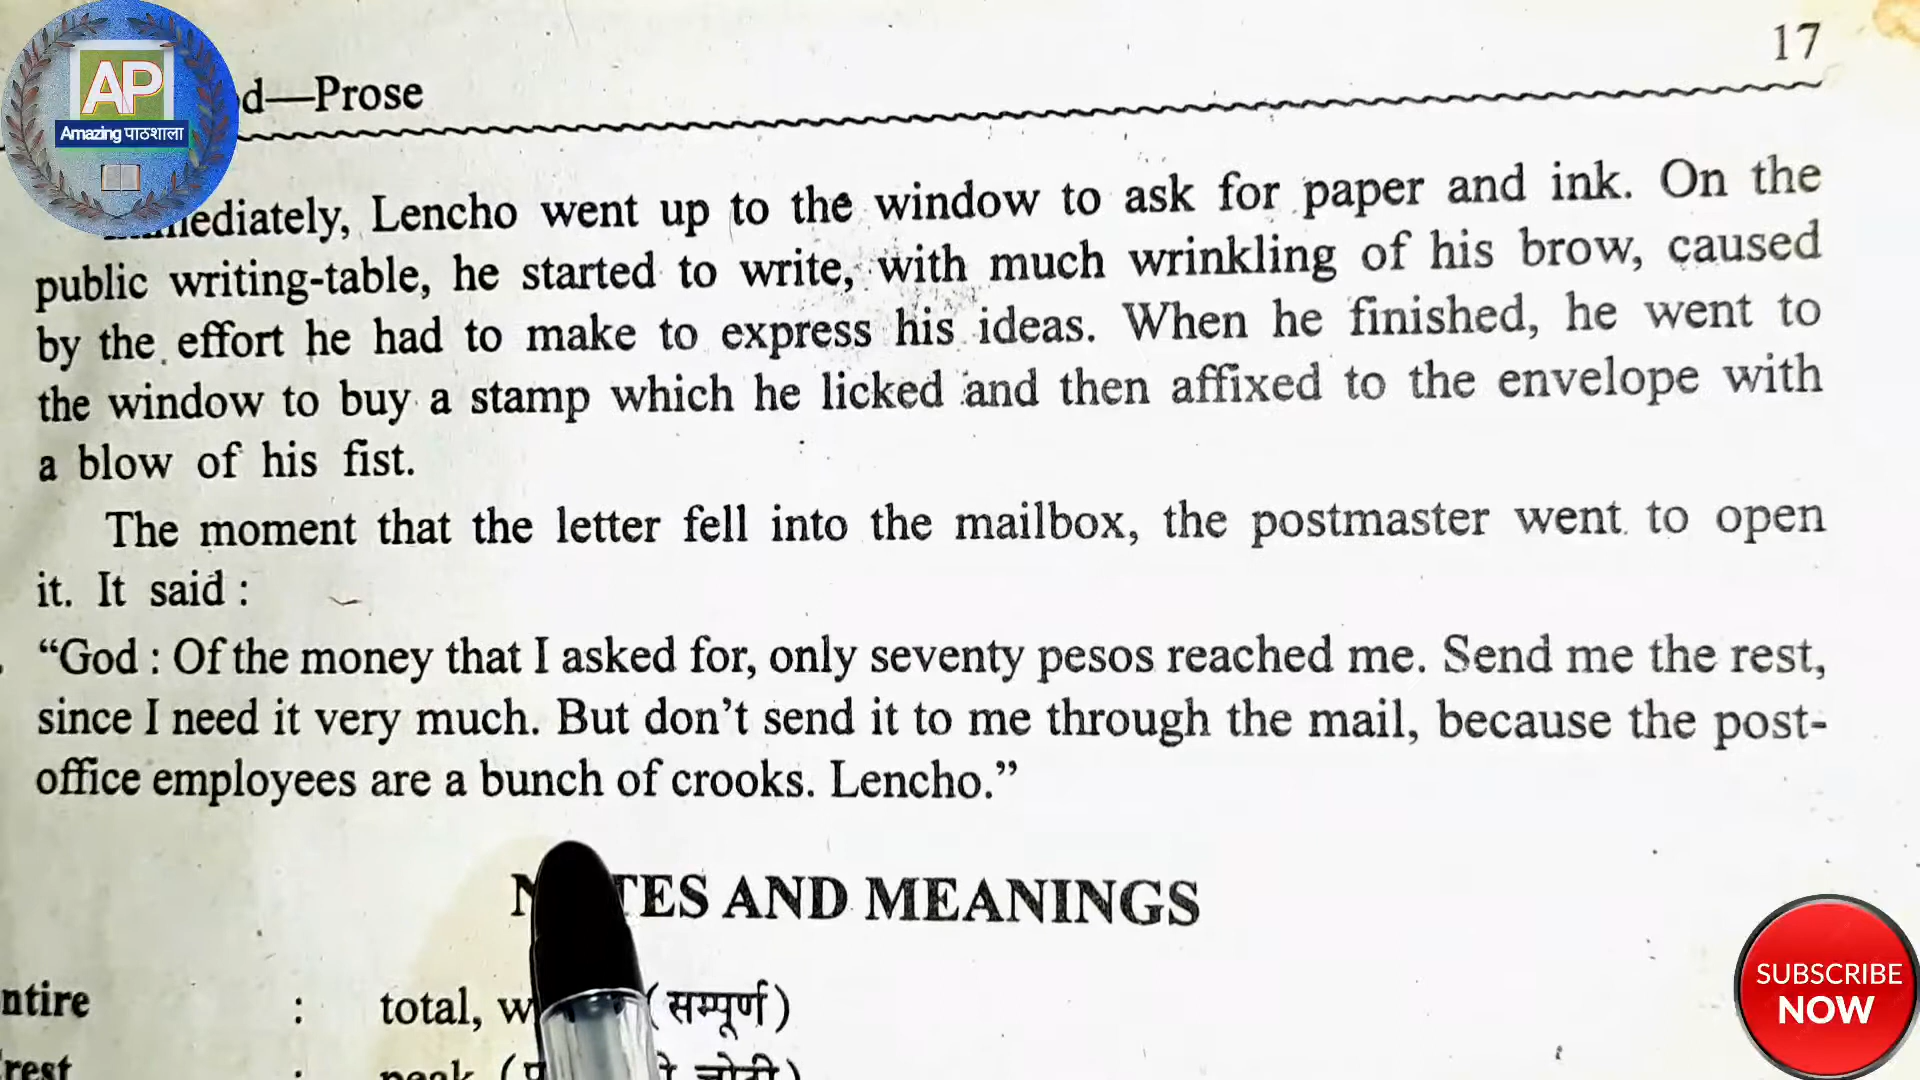 AP
Amazing पाठशाला
17
d—Prose
mediately, Lencho went up to the window to ask for paper and ink. On the
public writing-table, he started to write, with much wrinkling of his brow, caused
by the effort he had to make to express his ideas. When he finished, he went to
the window to buy a stamp which he licked and then affixed to the envelope with
a blow of his fist.
The moment that the letter fell into the mailbox, the postmaster went to open
it. It said :
“God : Of the money that I asked for, only seventy pesos reached me. Send me the rest,
since I need it very much. But don’t send it to me through the mail, because the post-
office employees are a bunch of crooks. Lencho.”
AND MEANINGS
ntire : total, (सम्पूर्ण)
rest : peak चोटी)
SUBSCRIBE
NOW